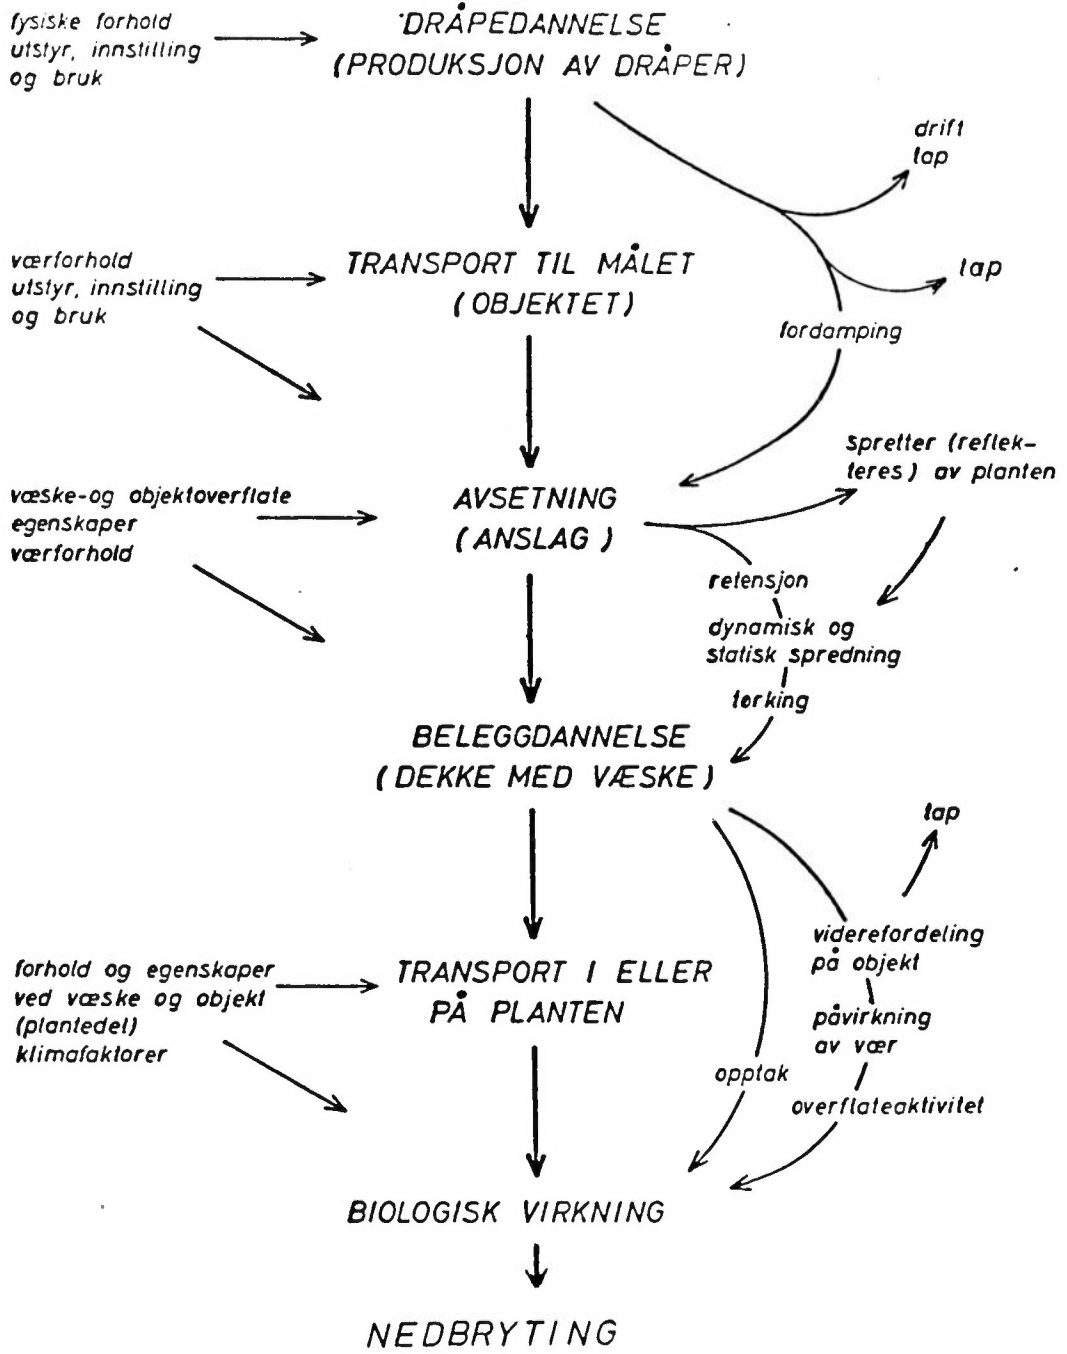 fysiske forhold
utstyr, innstilling
og bruk
DRÅPEDANNELSE
(PRODUKSJON AV DRÅPER)
drift
tap
værforhold
utstyr, innstilling
og bruk
TRANSPORT TIL MÅLET
(OBJEKTET)
tap
fordamping
spretter (reflek-
teres) av planten
væske-og objektoverflate
egenskaper
værforhold
AVSETNING
(ANSLAG)
retensjon
dynamisk og
statisk spredning
tørking
BELEGGDANNELSE
(DEKKE MED VÆSKE)
tap
viderefordeling
på objekt
forhold og egenskaper
ved væske og objekt
(plantedel)
klimafaktorer
TRANSPORT I ELLER
PÅ PLANTEN
påvirkning
av vær
opptak
overflateaktivitet
BIOLOGISK VIRKNING
NEDBRYTING